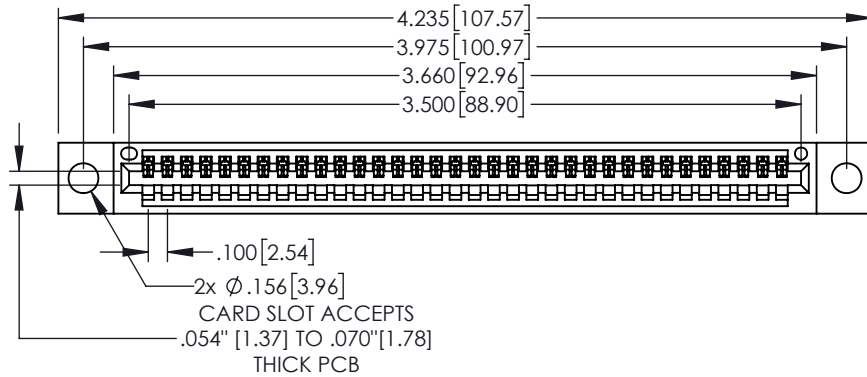 4.235[107.57]
3.975[100.97]
3.660[92.96]
3.500[88.90]
.100[2.54]
2x Ø.156[3.96]
CARD SLOT ACCEPTS
.054" [1.37] TO .070"[1.78]
THICK PCB